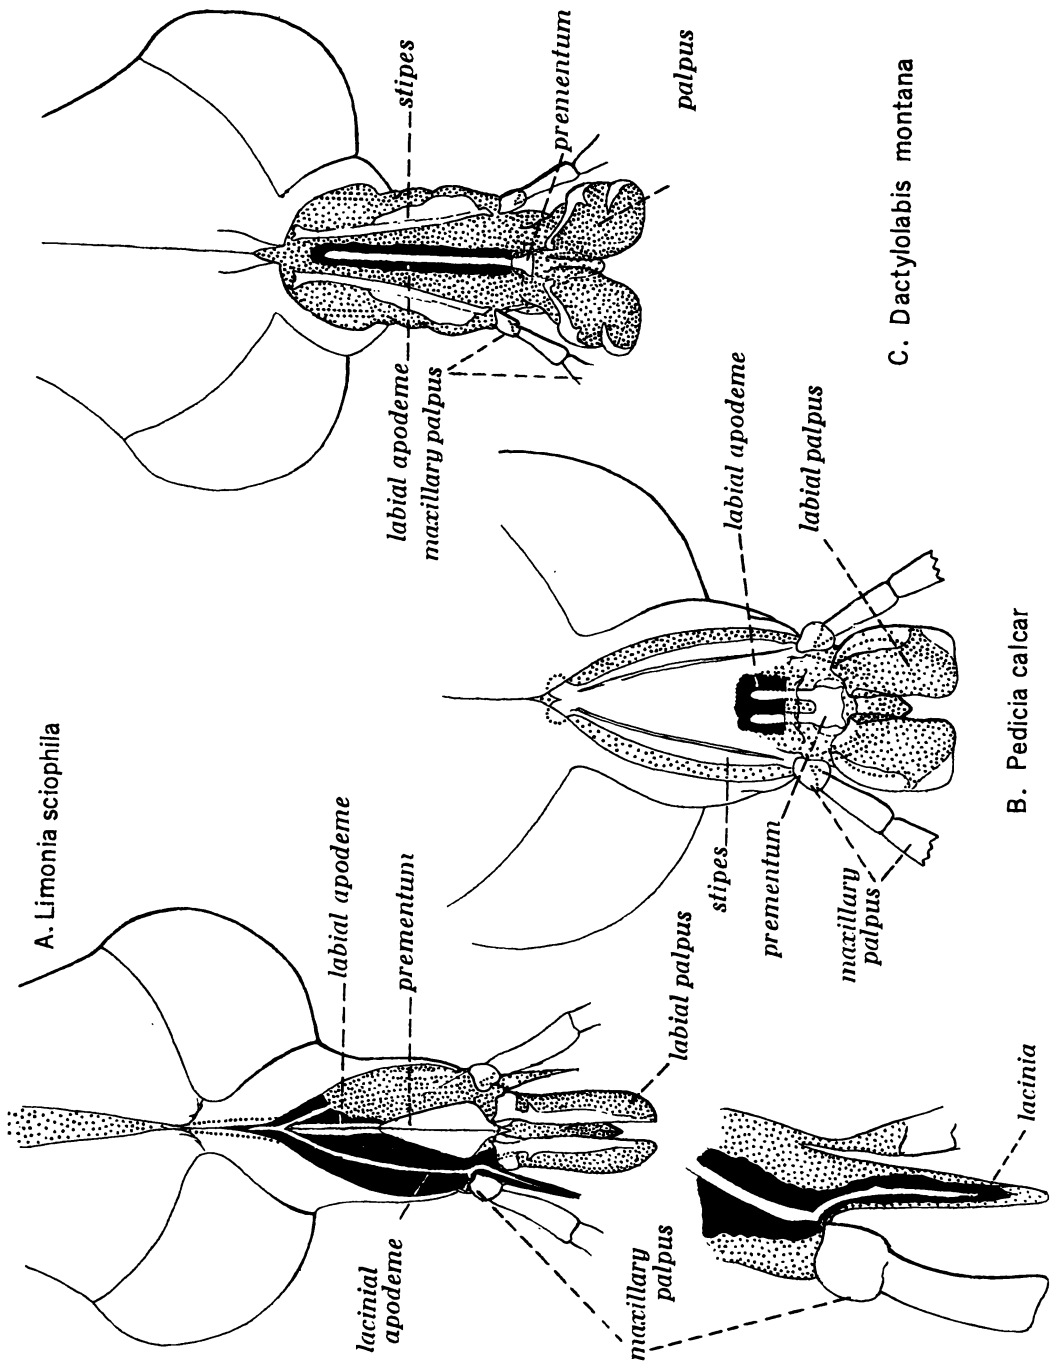 A. Limonia sciophila
labial apodeme
prementum
labial palpus
lacinial
apodeme
maxillary
palpus
lacinia
stipes
prementum
maxillary
palpus
labial apodeme
labial palpus
B. Pedicia calcar
labial apodeme
maxillary palpus
stipes
prementum
palpus
C. Dactylolabis montana